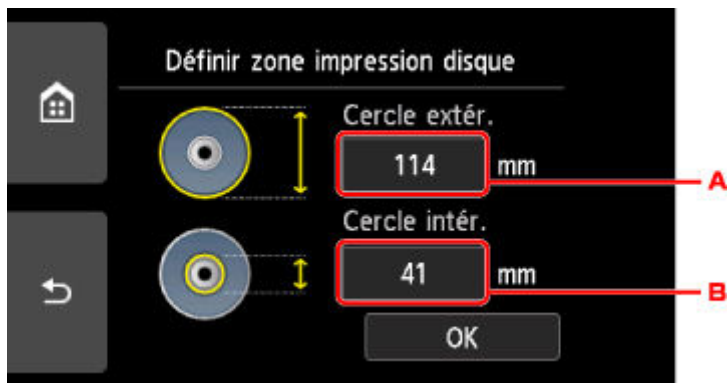 Définir zone impression disque
Cercle extér.
114 mm
A
Cercle intér.
41 mm
B
OK